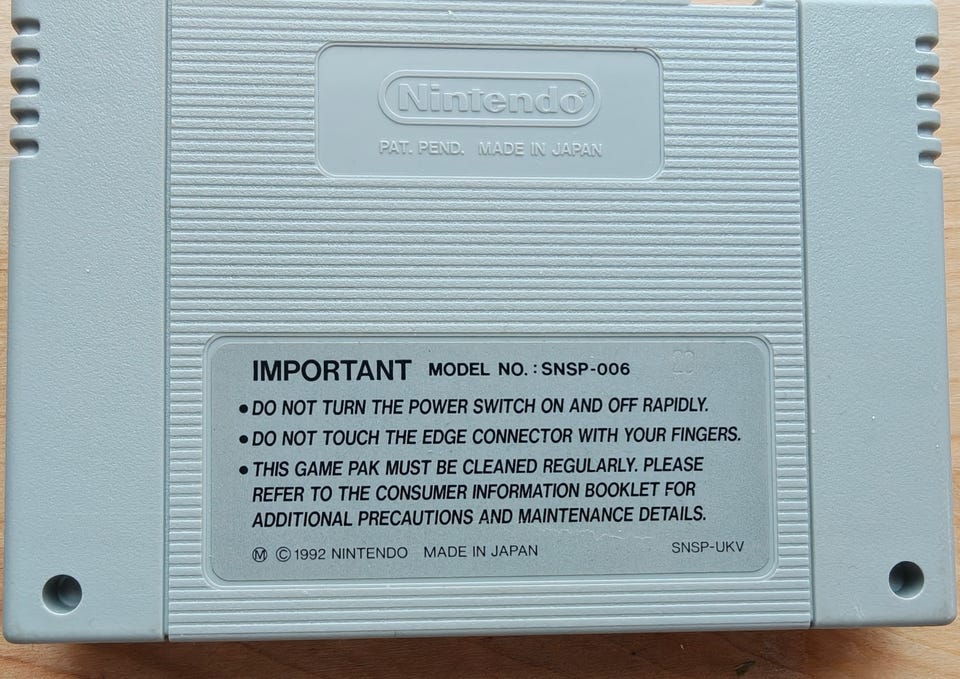 Nintendo®
PAT. PEND. MADE IN JAPAN
IMPORTANT MODEL NO.: SNSP-006
• DO NOT TURN THE POWER SWITCH ON AND OFF RAPIDLY.
• DO NOT TOUCH THE EDGE CONNECTOR WITH YOUR FINGERS.
• THIS GAME PAK MUST BE CLEANED REGULARLY. PLEASE
REFER TO THE CONSUMER INFORMATION BOOKLET FOR
ADDITIONAL PRECAUTIONS AND MAINTENANCE DETAILS.
Ⓜ © 1992 NINTENDO MADE IN JAPAN SNSP-UKV